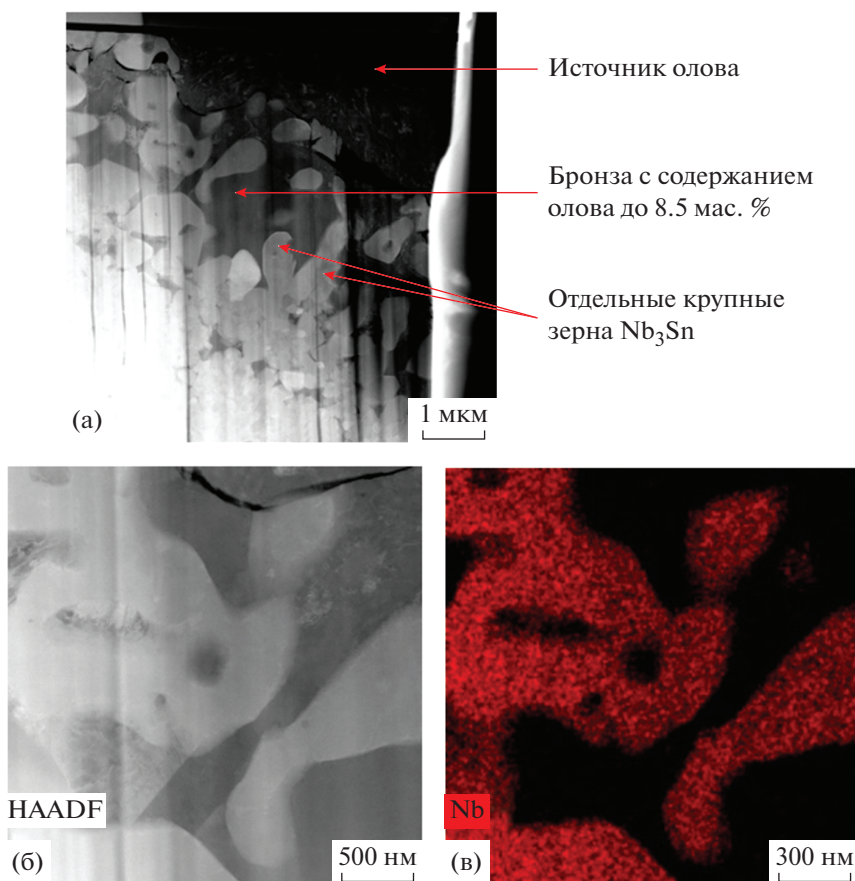 Источник олова
Бронза с содержанием
олова до 8.5 мас. %
Отдельные крупные
зерна Nb₃Sn
(а)
1 мкм
HAADF
(б)
500 нм
Nb
(в)
300 нм